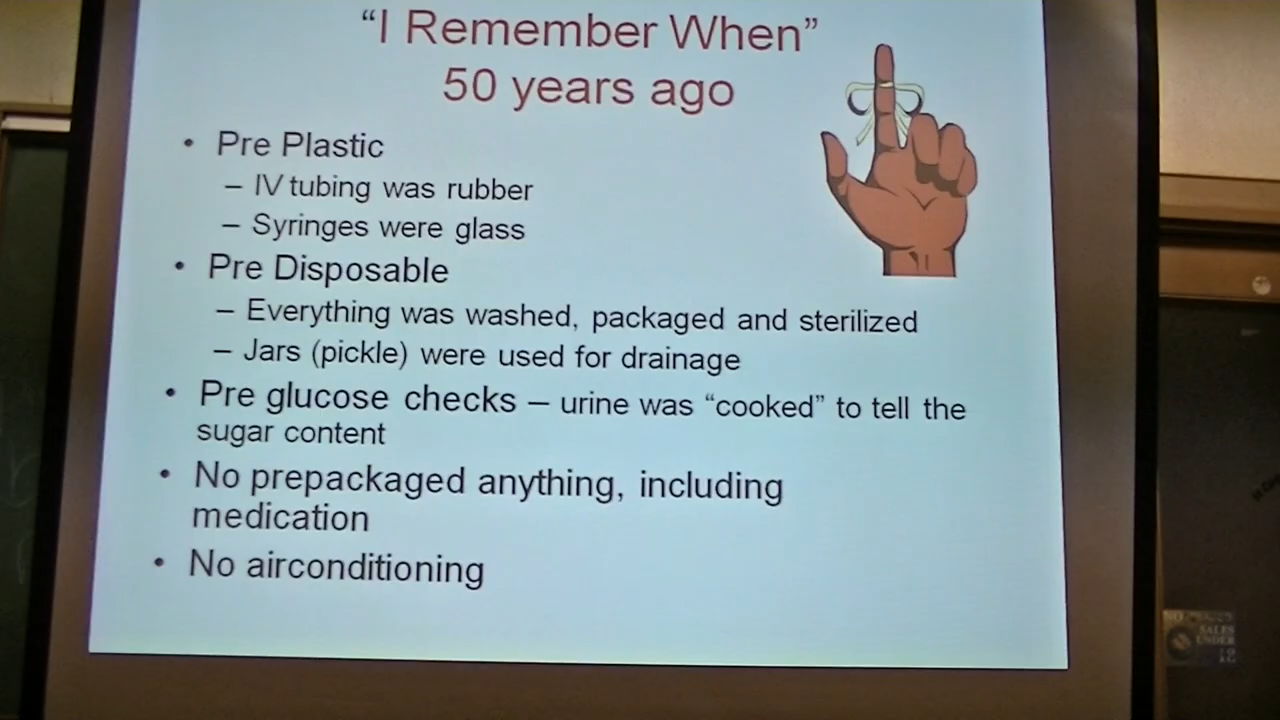 “I Remember When”
50 years ago
• Pre Plastic
– IV tubing was rubber
– Syringes were glass
• Pre Disposable
– Everything was washed, packaged and sterilized
– Jars (pickle) were used for drainage
• Pre glucose checks – urine was “cooked” to tell the
sugar content
• No prepackaged anything, including
medication
• No airconditioning
SALES
UNDER